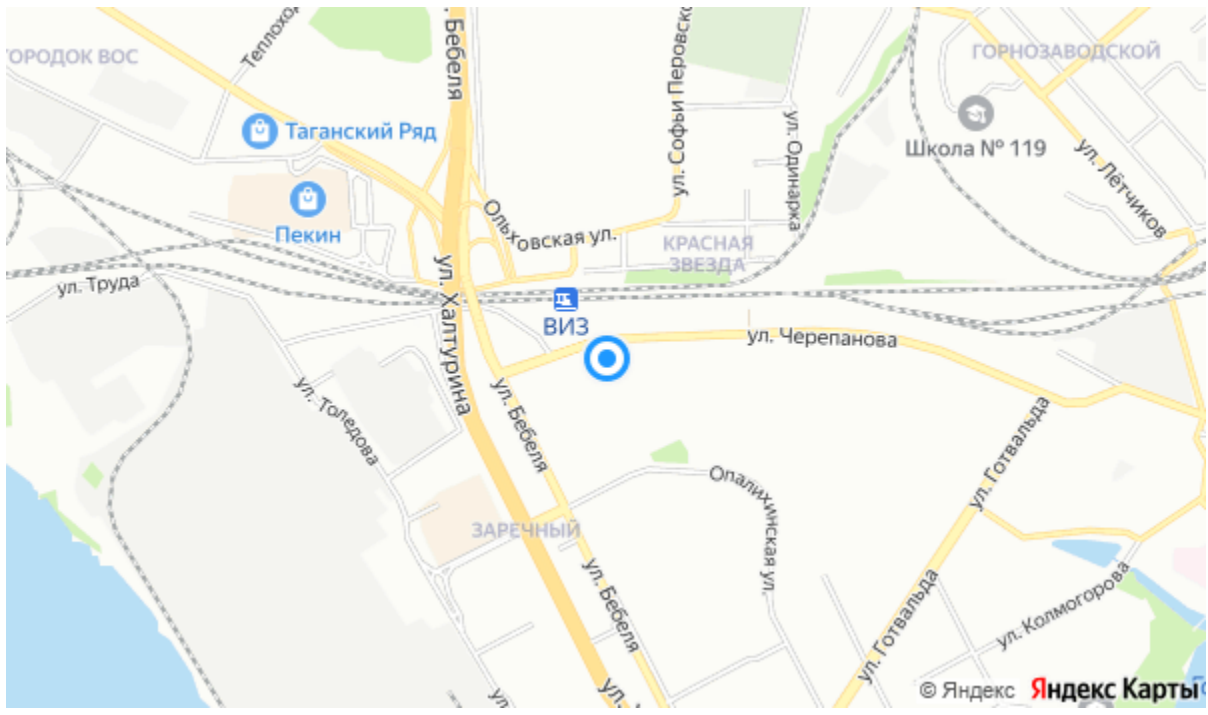 Бебеля
ГОРОДОК ВОС
Теплохо
ул. Софьи Перовско
ГОРНОЗАВОДСКОЙ
Таганский Ряд
ул. Одинарка
Школа № 119
ул. Лётчиков
Пекин
Ольховская ул.
КРАСНАЯ
ЗВЕЗДА
ул. Труда
ул. Халтурина
ВИЗ
ул. Черепанова
ул. Толедова
ул. Бебеля
ул. Готвальда
Опалихинская ул.
ЗАРЕЧНЫЙ
ул. Бебеля
ул. Готвальда
ул. Колмогорова
ул.
ул.
© Яндекс Яндекс Карты